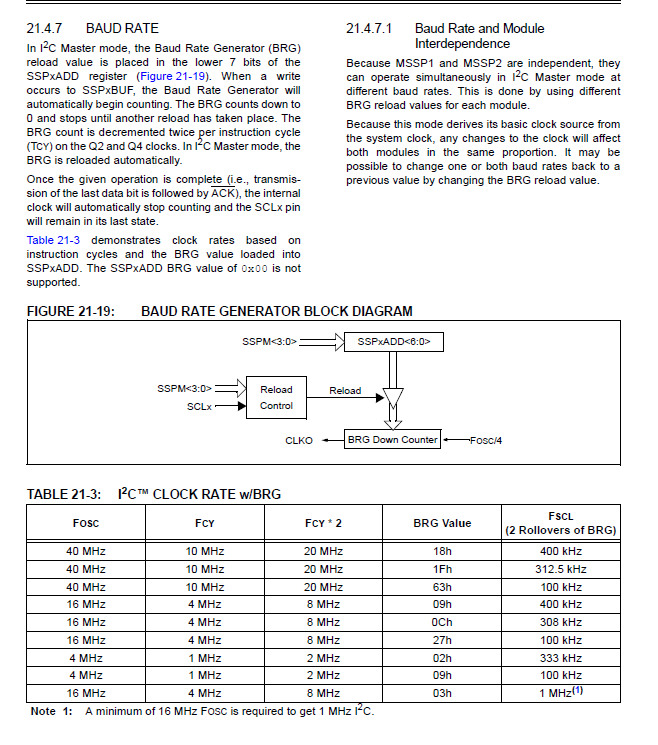 21.4.7 BAUD RATE
In I²C Master mode, the Baud Rate Generator (BRG)
reload value is placed in the lower 7 bits of the
SSPxADD register (Figure 21-19). When a write
occurs to SSPxBUF, the Baud Rate Generator will
automatically begin counting. The BRG counts down to
0 and stops until another reload has taken place. The
BRG count is decremented twice per instruction cycle
(TCY) on the Q2 and Q4 clocks. In I²C Master mode, the
BRG is reloaded automatically.
Once the given operation is complete (i.e., transmis-
sion of the last data bit is followed by ACK), the internal
clock will automatically stop counting and the SCLx pin
will remain in its last state.
Table 21-3 demonstrates clock rates based on
instruction cycles and the BRG value loaded into
SSPxADD. The SSPxADD BRG value of 0x00 is not
supported.
21.4.7.1 Baud Rate and Module
Interdependence
Because MSSP1 and MSSP2 are independent, they
can operate simultaneously in I²C Master mode at
different baud rates. This is done by using different
BRG reload values for each module.
Because this mode derives its basic clock source from
the system clock, any changes to the clock will affect
both modules in the same proportion. It may be
possible to change one or both baud rates back to a
previous value by changing the BRG reload value.
FIGURE 21-19: BAUD RATE GENERATOR BLOCK DIAGRAM
SSPM<3:0> SSPxADD<6:0>
SSPM<3:0>
SCLx
Reload
Control
Reload
CLKO BRG Down Counter FOSC/4
TABLE 21-3: I²C™ CLOCK RATE w/BRG
FOSC FCY FCY * 2 BRG Value FSCL
(2 Rollovers of BRG)
40 MHz 10 MHz 20 MHz 18h 400 kHz
40 MHz 10 MHz 20 MHz 1Fh 312.5 kHz
40 MHz 10 MHz 20 MHz 63h 100 kHz
16 MHz 4 MHz 8 MHz 09h 400 kHz
16 MHz 4 MHz 8 MHz 0Ch 308 kHz
16 MHz 4 MHz 8 MHz 27h 100 kHz
4 MHz 1 MHz 2 MHz 02h 333 kHz
4 MHz 1 MHz 2 MHz 09h 100 kHz
16 MHz 4 MHz 8 MHz 03h 1 MHz(1)
Note 1: A minimum of 16 MHz FOSC is required to get 1 MHz I²C.